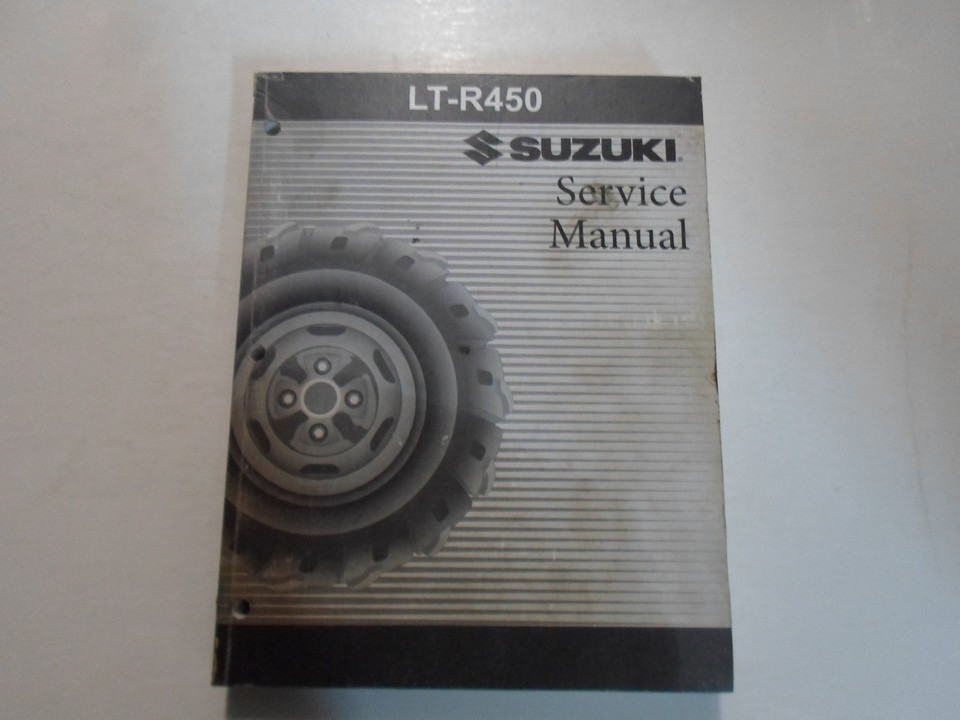 LT-R450
SUZUKI
Service
Manual